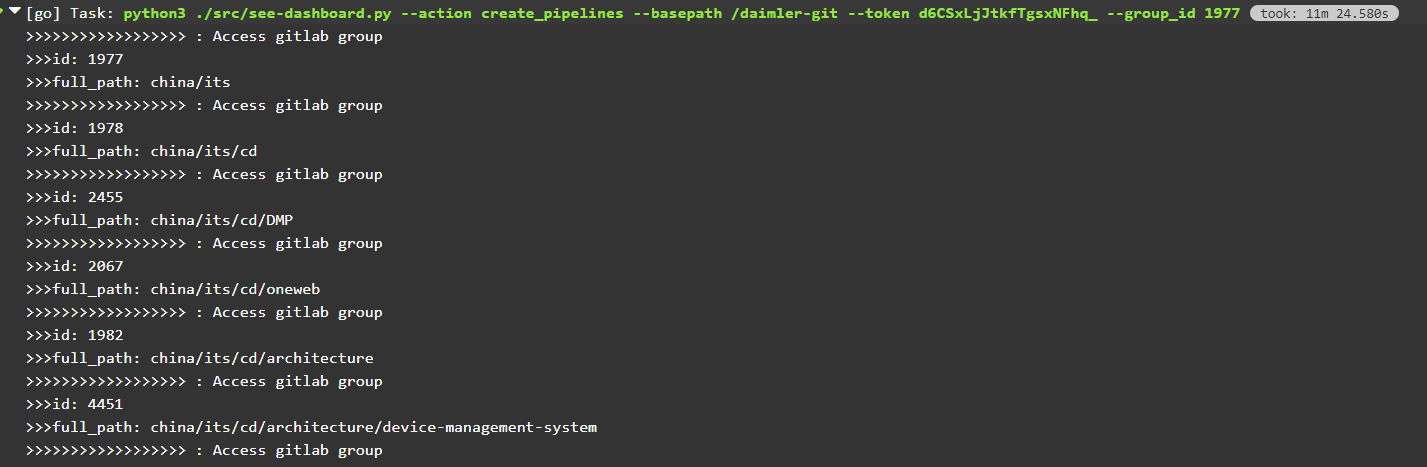 [go] Task: python3 ./src/see-dashboard.py --action create_pipelines --basepath /daimler-git --token d6CSxLjJtkfTgsxNFhq_ --group_id 1977 took: 11m 24.580s
>>>>>>>>>>>>>>>>>> : Access gitlab group
>>>id: 1977
>>>full_path: china/its
>>>>>>>>>>>>>>>>>> : Access gitlab group
>>>id: 1978
>>>full_path: china/its/cd
>>>>>>>>>>>>>>>>>> : Access gitlab group
>>>id: 2455
>>>full_path: china/its/cd/DMP
>>>>>>>>>>>>>>>>>> : Access gitlab group
>>>id: 2067
>>>full_path: china/its/cd/oneweb
>>>>>>>>>>>>>>>>>> : Access gitlab group
>>>id: 1982
>>>full_path: china/its/cd/architecture
>>>>>>>>>>>>>>>>>> : Access gitlab group
>>>id: 4451
>>>full_path: china/its/cd/architecture/device-management-system
>>>>>>>>>>>>>>>>>> : Access gitlab group